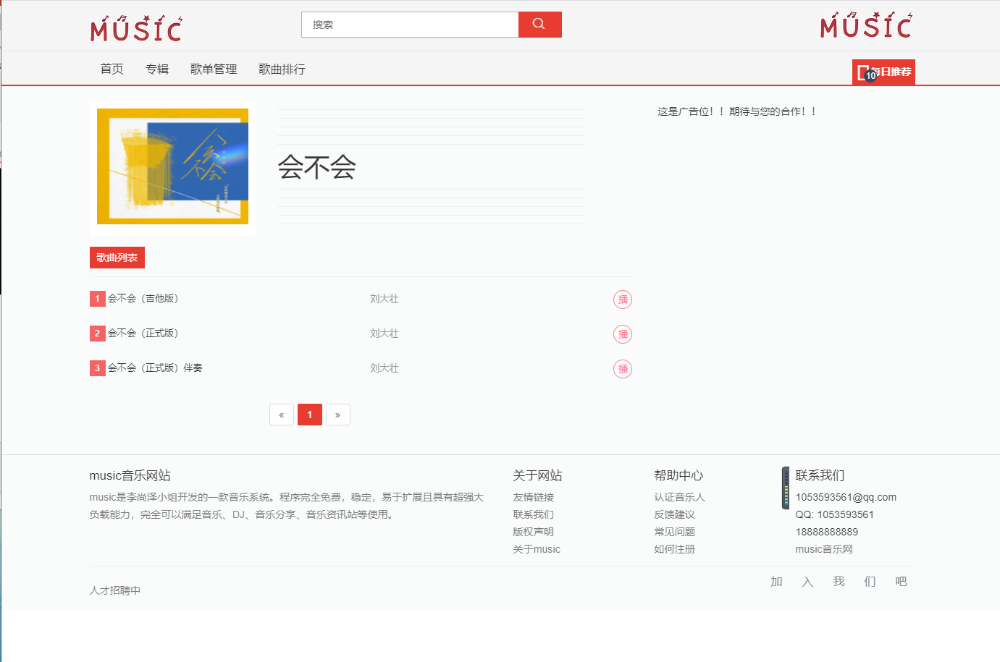 MUSIC
搜索
MUSIC
首页 专辑 歌单管理 歌曲排行
10 每日推荐
这是广告位！！期待与您的合作！！
会不会
会不会
歌曲列表
1 会不会（吉他版） 刘大壮 播
2 会不会（正式版） 刘大壮 播
3 会不会（正式版）伴奏 刘大壮 播
« 1 »
music音乐网站
music是李尚泽小组开发的一款音乐系统。程序完全免费，稳定，易于扩展且具有超强大
负载能力，完全可以满足音乐、DJ、音乐分享、音乐资讯站等使用。
关于网站
友情链接
联系我们
版权声明
关于music
帮助中心
认证音乐人
反馈建议
常见问题
如何注册
联系我们
1053593561@qq.com
QQ: 1053593561
18888888889
music音乐网
人才招聘中
加 入 我 们 吧